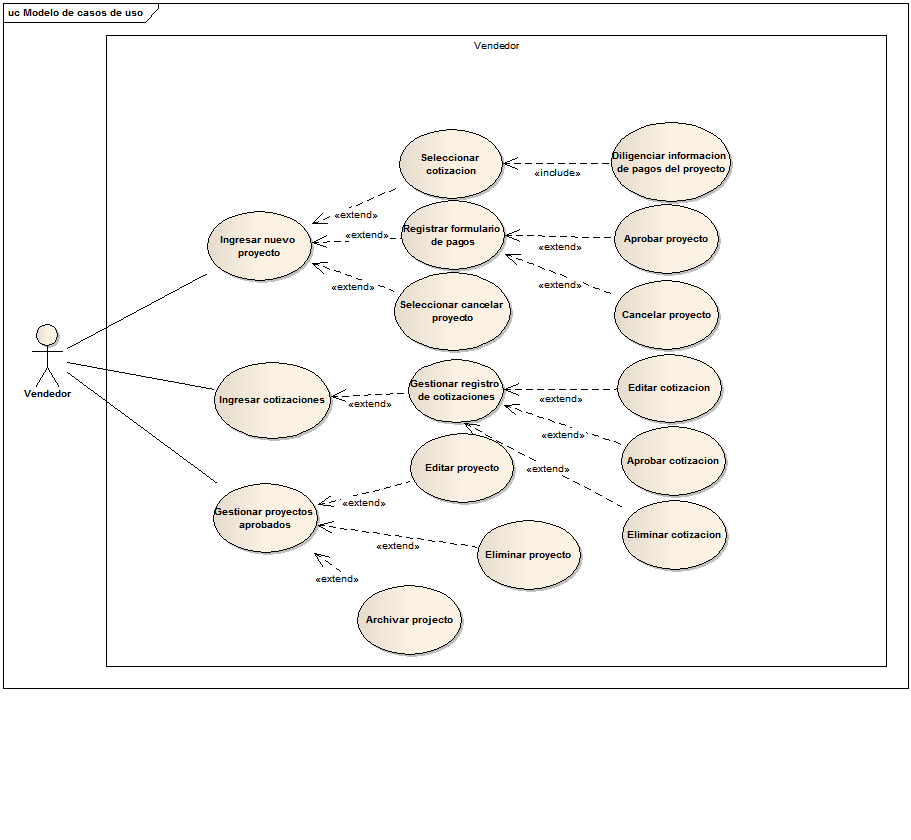 uc Modelo de casos de uso
Vendedor
Seleccionar
cotizacion
Diligenciar informacion
de pagos del proyecto
«include»
«extend»
Ingresar nuevo
proyecto
«extend»
Registrar formulario
de pagos
«extend»
Aprobar proyecto
«extend»
Seleccionar cancelar
proyecto
«extend»
Cancelar proyecto
Vendedor
Ingresar cotizaciones
«extend»
Gestionar registro
de cotizaciones
«extend»
Editar cotizacion
«extend»
Aprobar cotizacion
«extend»
Eliminar cotizacion
Editar proyecto
«extend»
Gestionar proyectos
aprobados
«extend»
Eliminar proyecto
«extend»
Archivar projecto